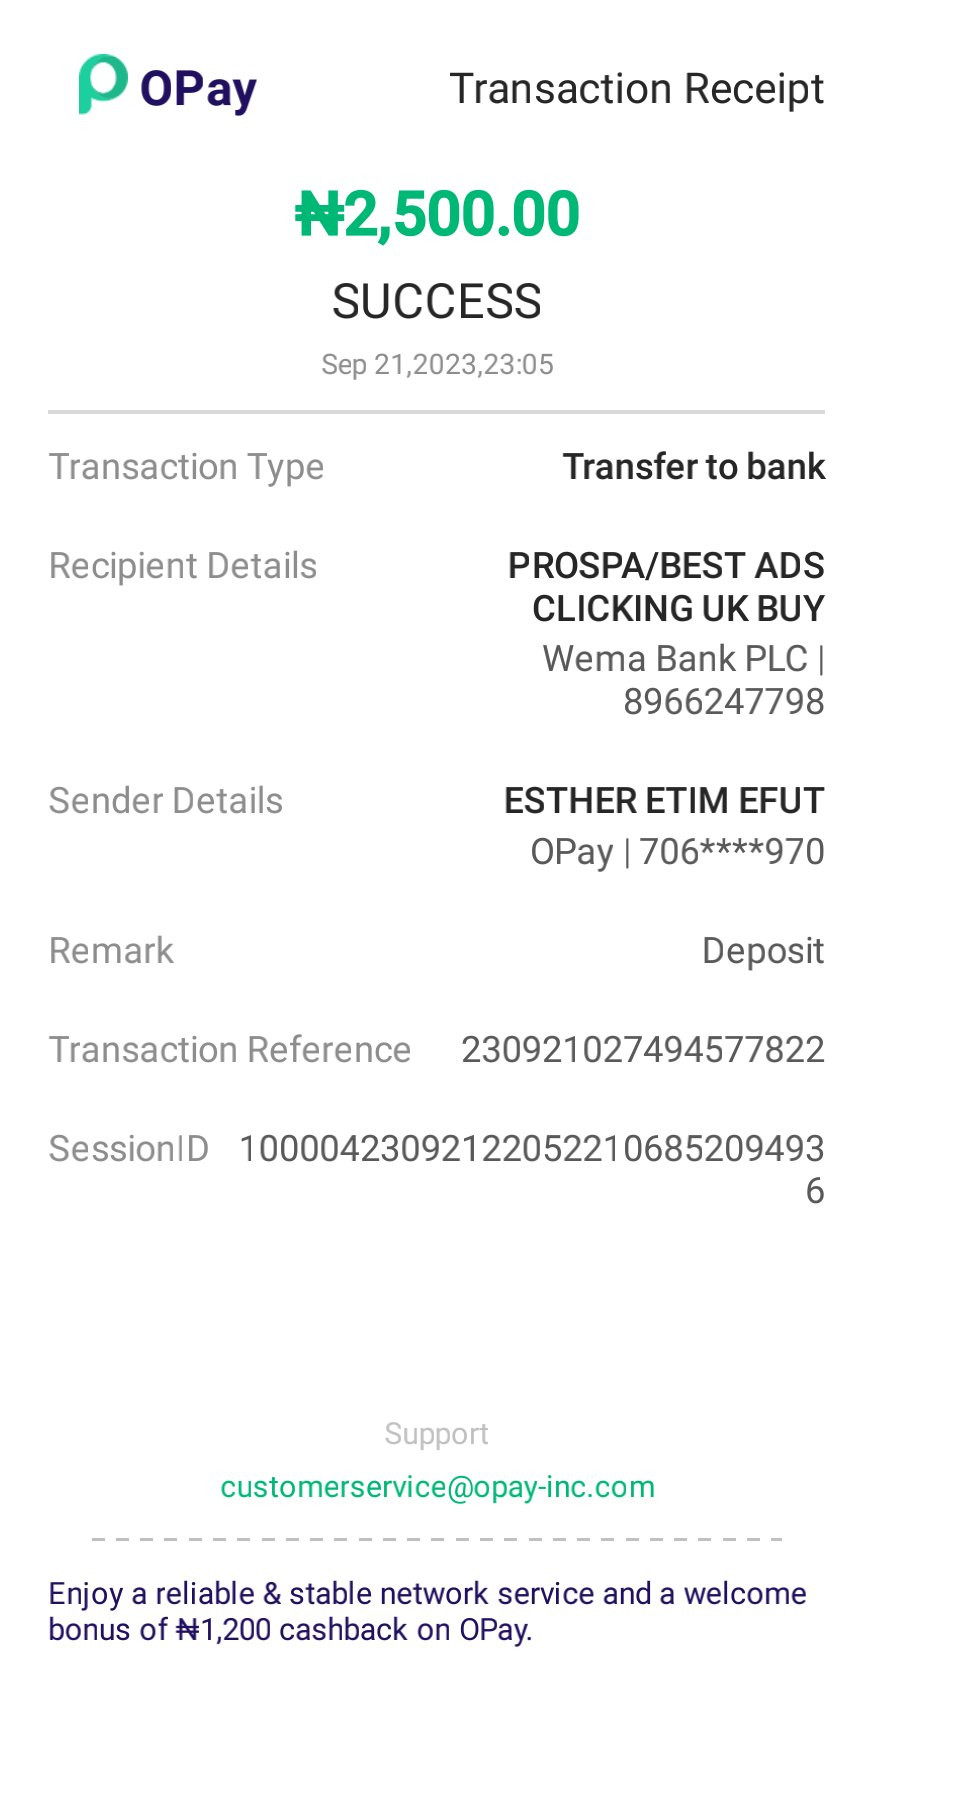 OPay
Transaction Receipt
₦2,500.00
SUCCESS
Sep 21,2023,23:05
Transaction Type
Transfer to bank
Recipient Details
PROSPA/BEST ADS
CLICKING UK BUY
Wema Bank PLC |
8966247798
Sender Details
ESTHER ETIM EFUT
OPay | 706****970
Remark
Deposit
Transaction Reference
230921027494577822
SessionID
10000423092122052210685209493
6
Support
customerservice@opay-inc.com
Enjoy a reliable & stable network service and a welcome
bonus of ₦1,200 cashback on OPay.